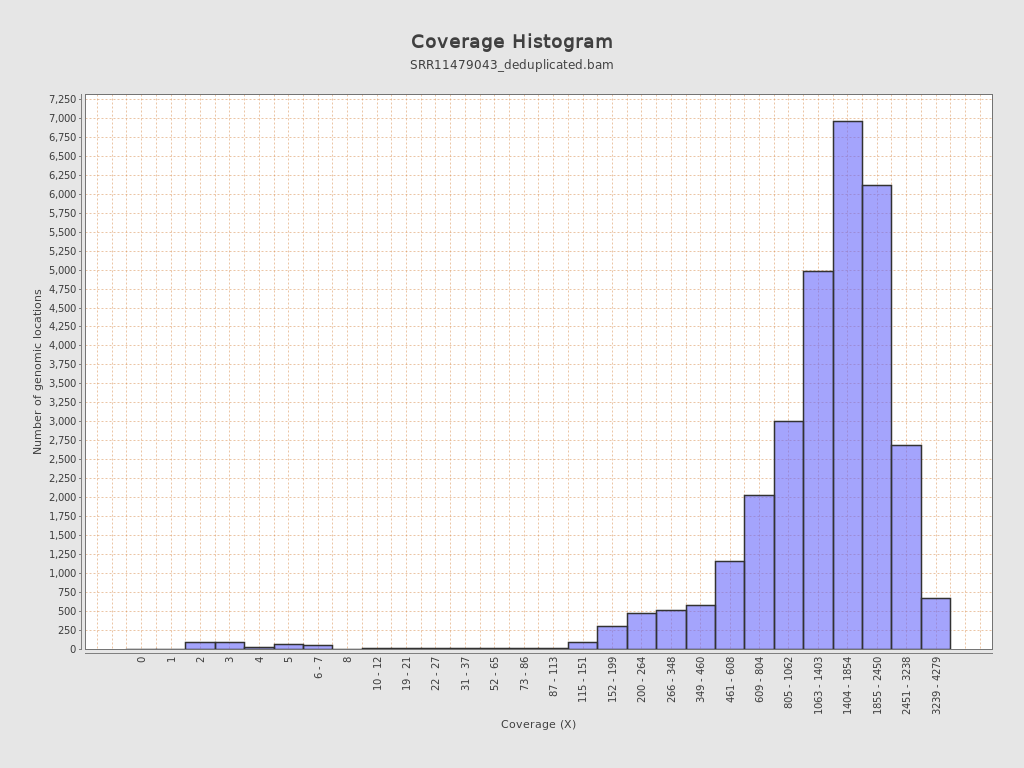 Coverage Histogram
SRR11479043_deduplicated.bam
Number of genomic locations
7,250
7,000
6,750
6,500
6,250
6,000
5,750
5,500
5,250
5,000
4,750
4,500
4,250
4,000
3,750
3,500
3,250
3,000
2,750
2,500
2,250
2,000
1,750
1,500
1,250
1,000
750
500
250
0
0
1
2
3
4
5
6 - 7
8
10 - 12
19 - 21
22 - 27
31 - 37
52 - 65
73 - 86
87 - 113
115 - 151
152 - 199
200 - 264
266 - 348
349 - 460
461 - 608
609 - 804
805 - 1062
1063 - 1403
1404 - 1854
1855 - 2450
2451 - 3238
3239 - 4279
Coverage (X)